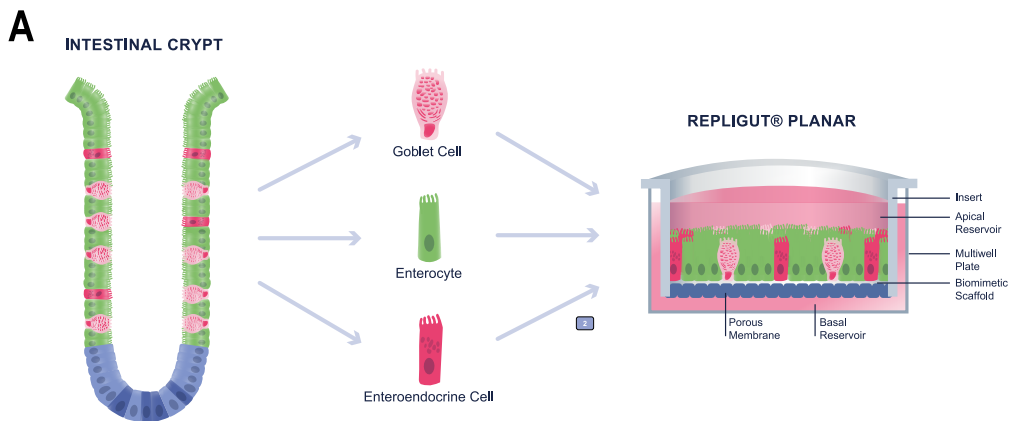 A
INTESTINAL CRYPT
Goblet Cell
Enterocyte
Enteroendocrine Cell
2
REPLIGUT® PLANAR
Insert
Apical
Reservoir
Multiwell
Plate
Biomimetic
Scaffold
Porous
Membrane
Basal
Reservoir